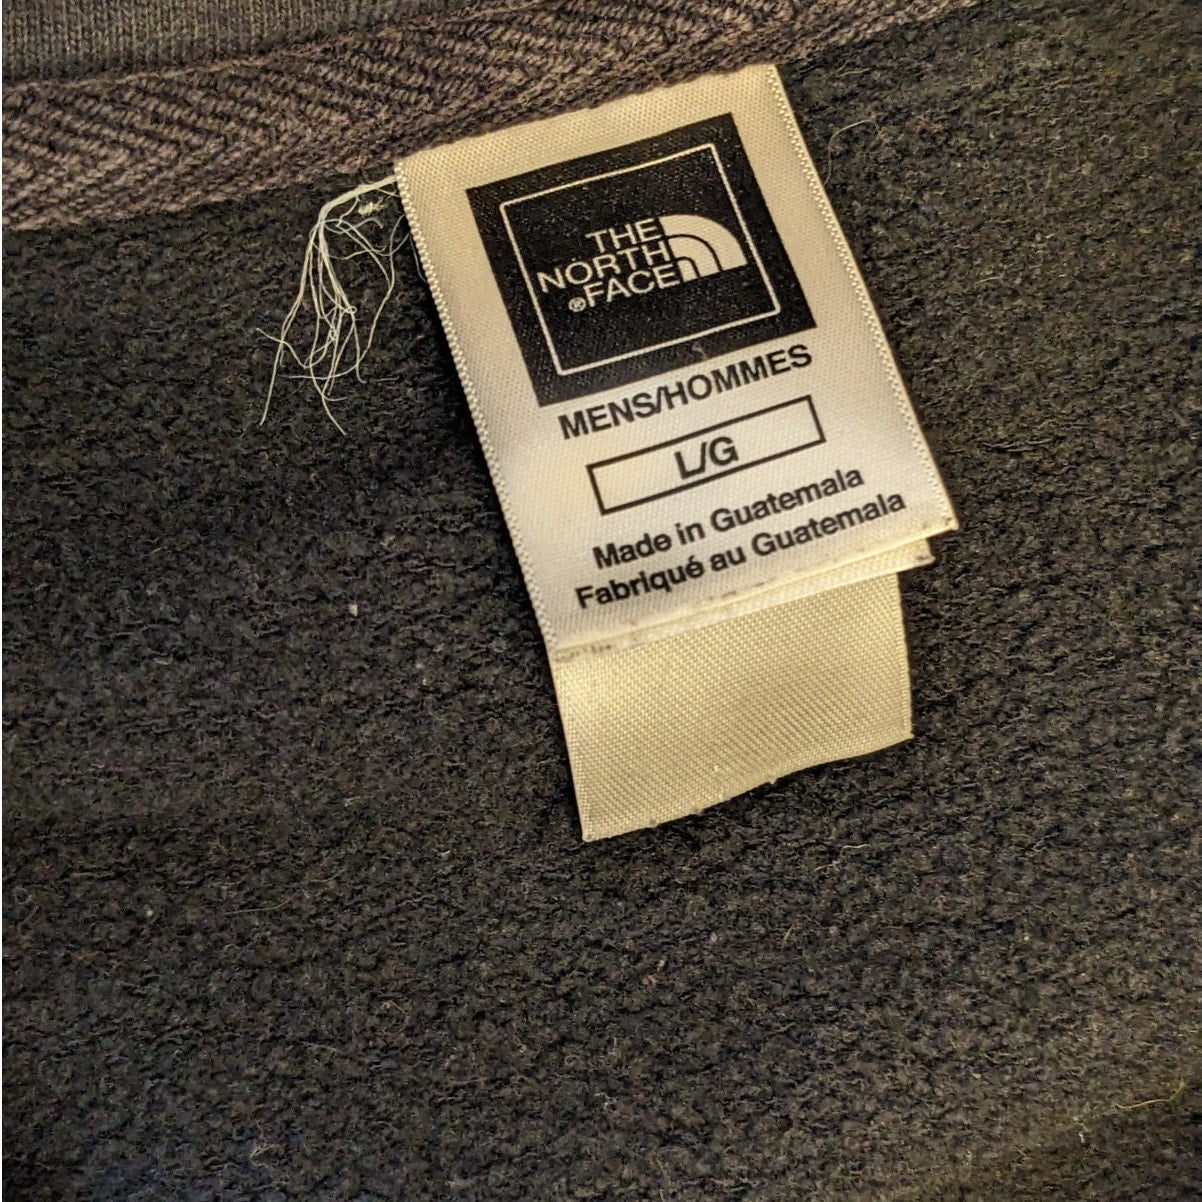 THE
NORTH
®FACE
MENS/HOMMES
L/G
Made in Guatemala
Fabriqué au Guatemala